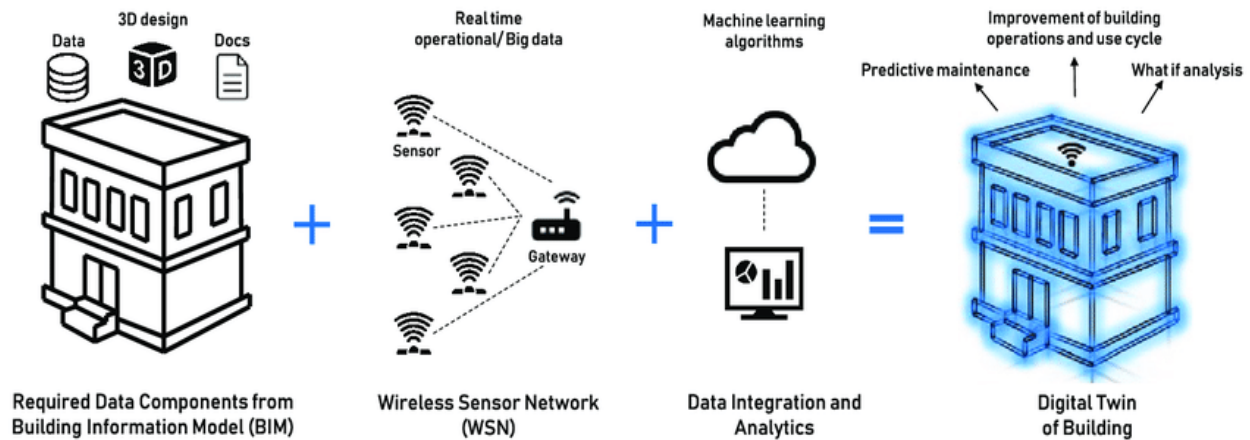 3D design
Data
Docs
3D
Real time
operational/ Big data
Sensor
Gateway
Machine learning
algorithms
Improvement of building
operations and use cycle
Predictive maintenance
What if analysis
+
+
=
Required Data Components from
Building Information Model (BIM)
Wireless Sensor Network
(WSN)
Data Integration and
Analytics
Digital Twin
of Building